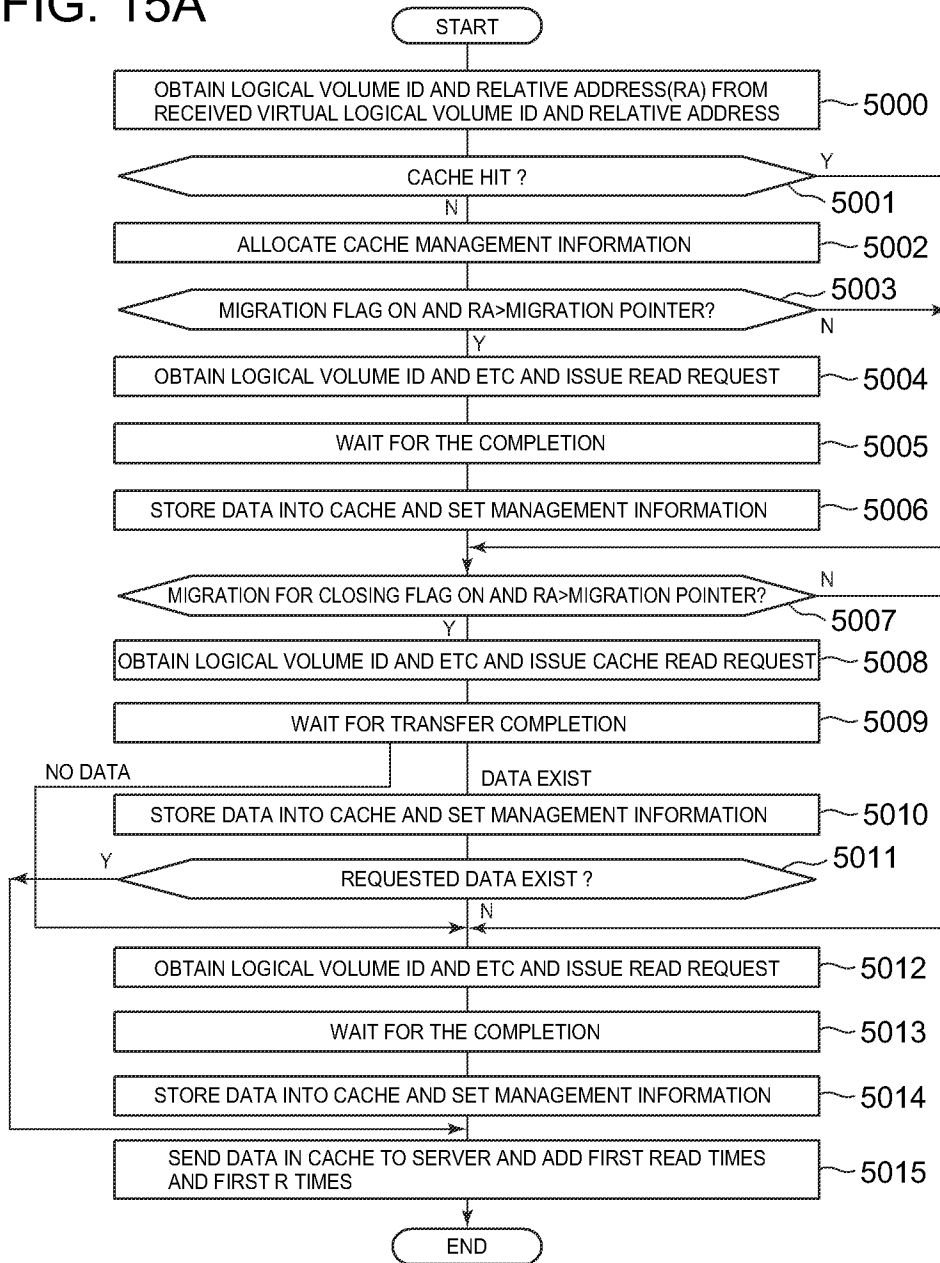 FIG. 15A
START
OBTAIN LOGICAL VOLUME ID AND RELATIVE ADDRESS(RA) FROM
RECEIVED VIRTUAL LOGICAL VOLUME ID AND RELATIVE ADDRESS
5000
CACHE HIT ?
Y
5001
N
ALLOCATE CACHE MANAGEMENT INFORMATION
5002
5003
MIGRATION FLAG ON AND RA>MIGRATION POINTER?
N
Y
OBTAIN LOGICAL VOLUME ID AND ETC AND ISSUE READ REQUEST
5004
WAIT FOR THE COMPLETION
5005
STORE DATA INTO CACHE AND SET MANAGEMENT INFORMATION
5006
MIGRATION FOR CLOSING FLAG ON AND RA>MIGRATION POINTER?
N
5007
Y
OBTAIN LOGICAL VOLUME ID AND ETC AND ISSUE CACHE READ REQUEST
5008
WAIT FOR TRANSFER COMPLETION
5009
NO DATA
DATA EXIST
STORE DATA INTO CACHE AND SET MANAGEMENT INFORMATION
5010
Y
5011
REQUESTED DATA EXIST ?
N
OBTAIN LOGICAL VOLUME ID AND ETC AND ISSUE READ REQUEST
5012
WAIT FOR THE COMPLETION
5013
STORE DATA INTO CACHE AND SET MANAGEMENT INFORMATION
5014
SEND DATA IN CACHE TO SERVER AND ADD FIRST READ TIMES
AND FIRST R TIMES
5015
END